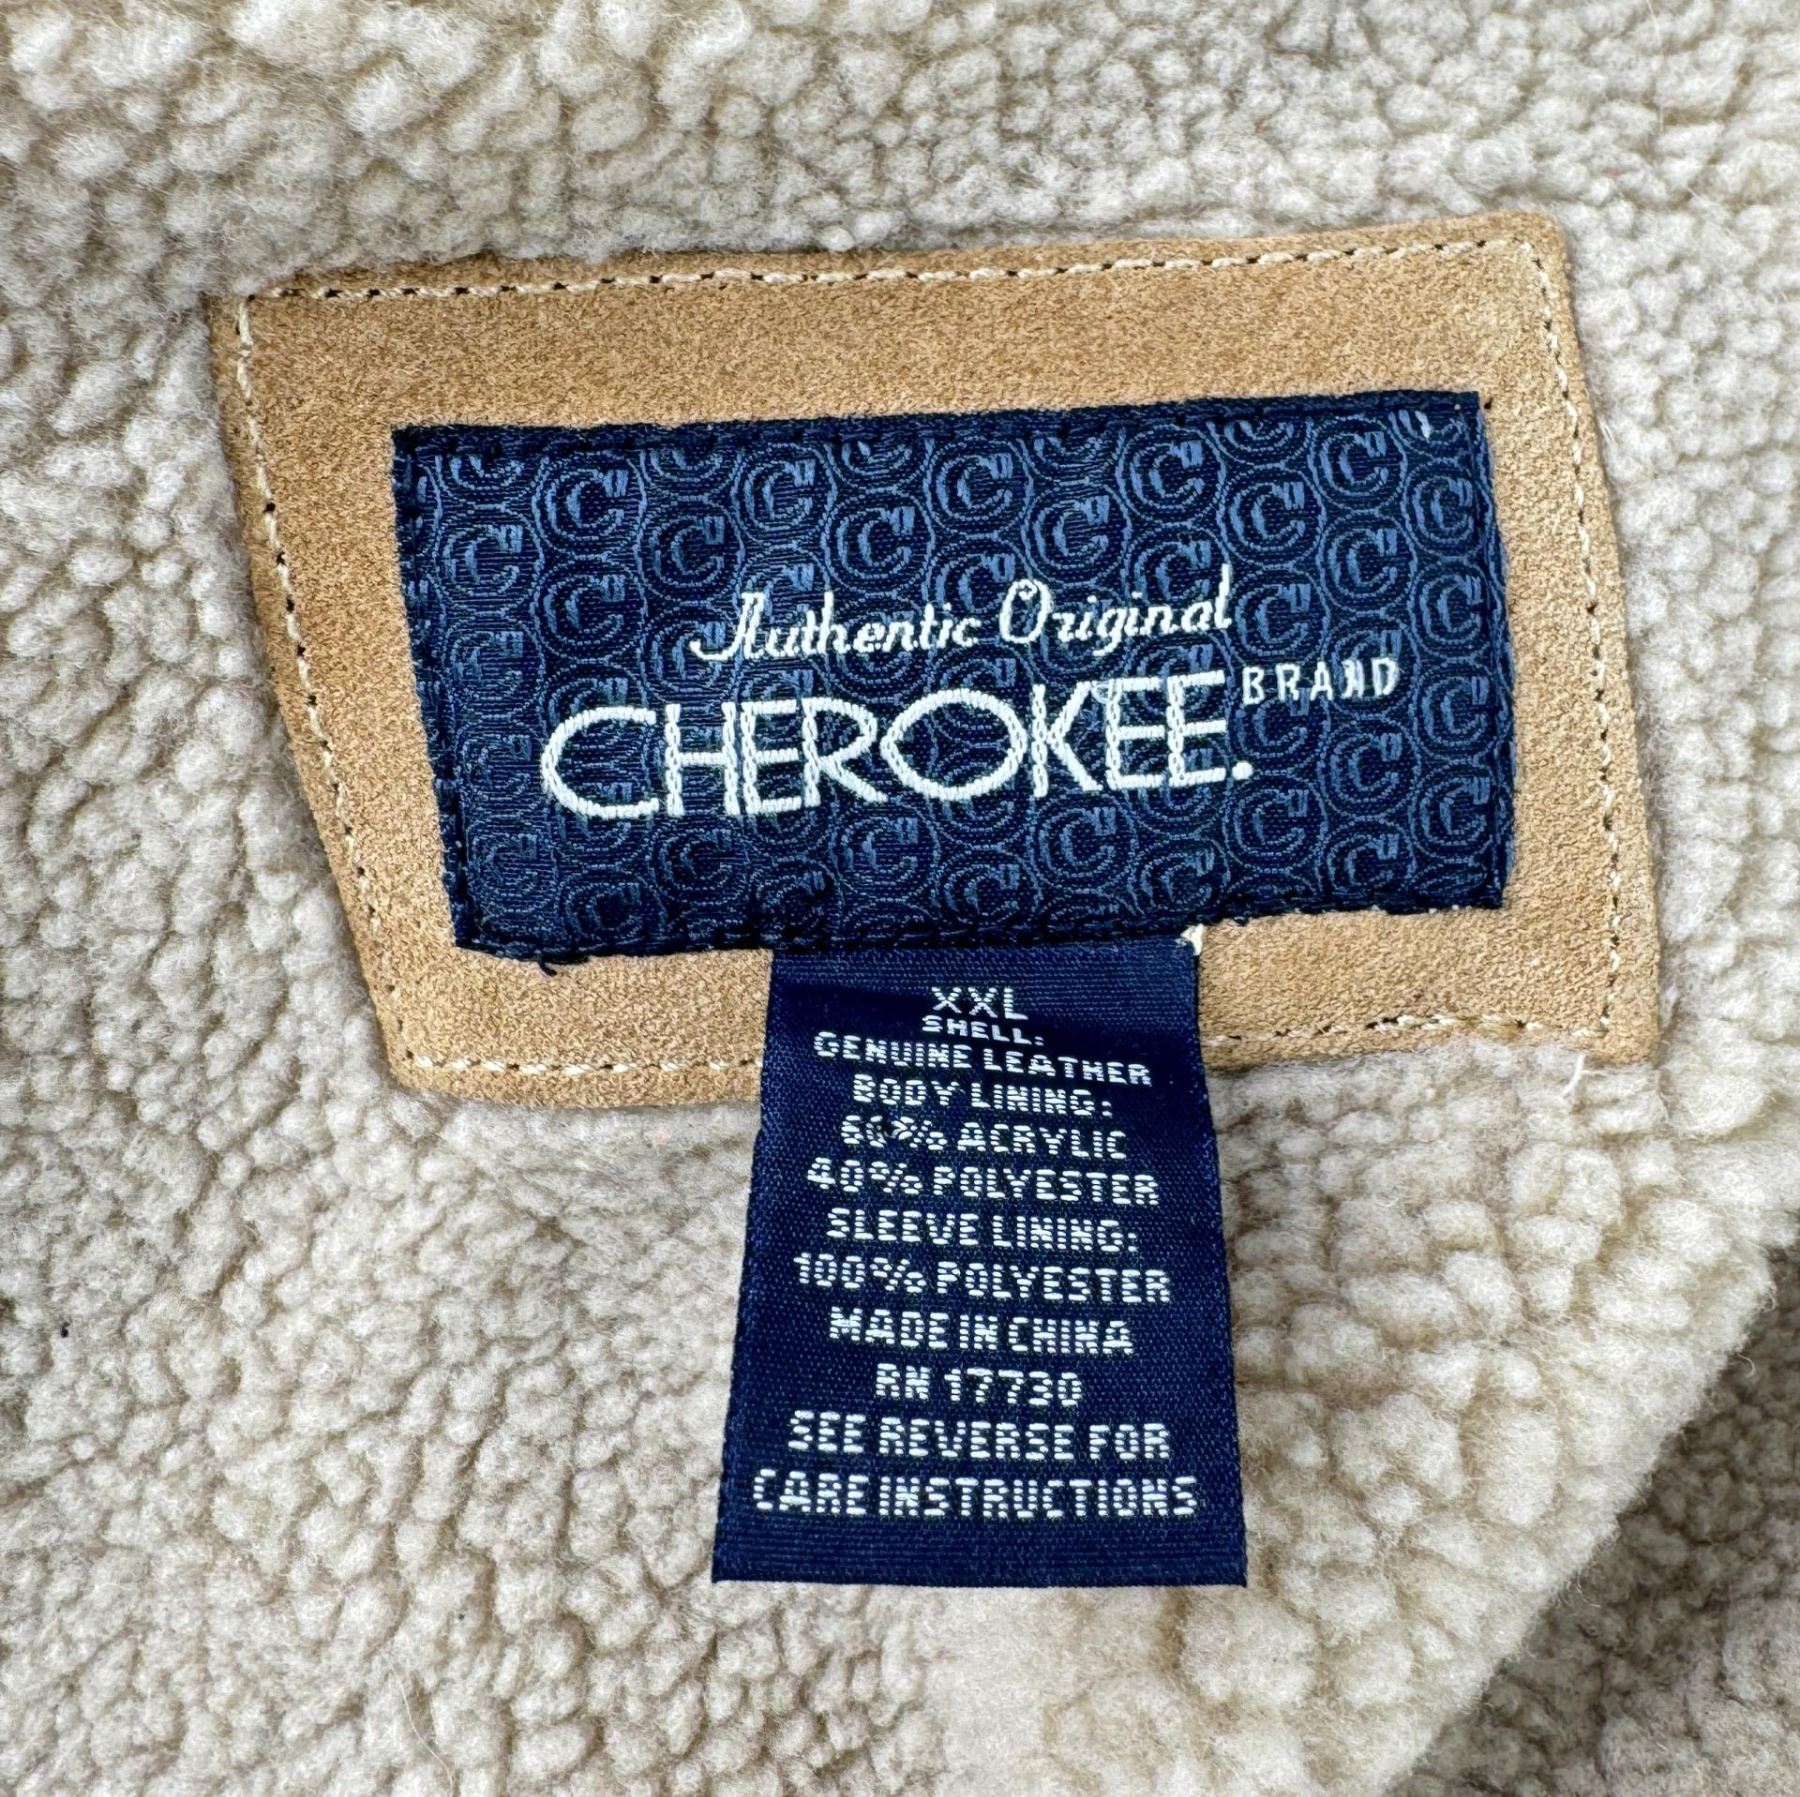 Authentic Original
CHEROKEE. BRAND
XXL
SHELL:
GENUINE LEATHER
BODY LINING:
60% ACRYLIC
40% POLYESTER
SLEEVE LINING:
100% POLYESTER
MADE IN CHINA
RN 17730
SEE REVERSE FOR
CARE INSTRUCTIONS